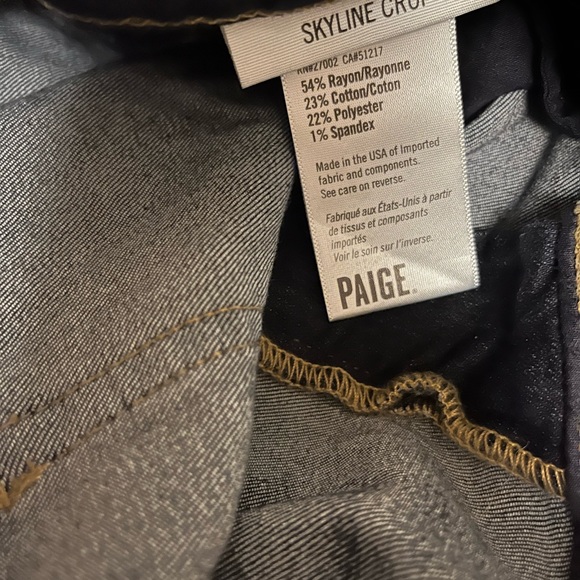 SKYLINE CROP
RN#27002 CA#51217
54% Rayon/Rayonne
23% Cotton/Coton
22% Polyester
1% Spandex
Made in the USA of Imported
fabric and components.
See care on reverse.
Fabriqué aux États-Unis à partir
de tissus et composants
importés
Voir le soin sur l'inverse.
PAIGE